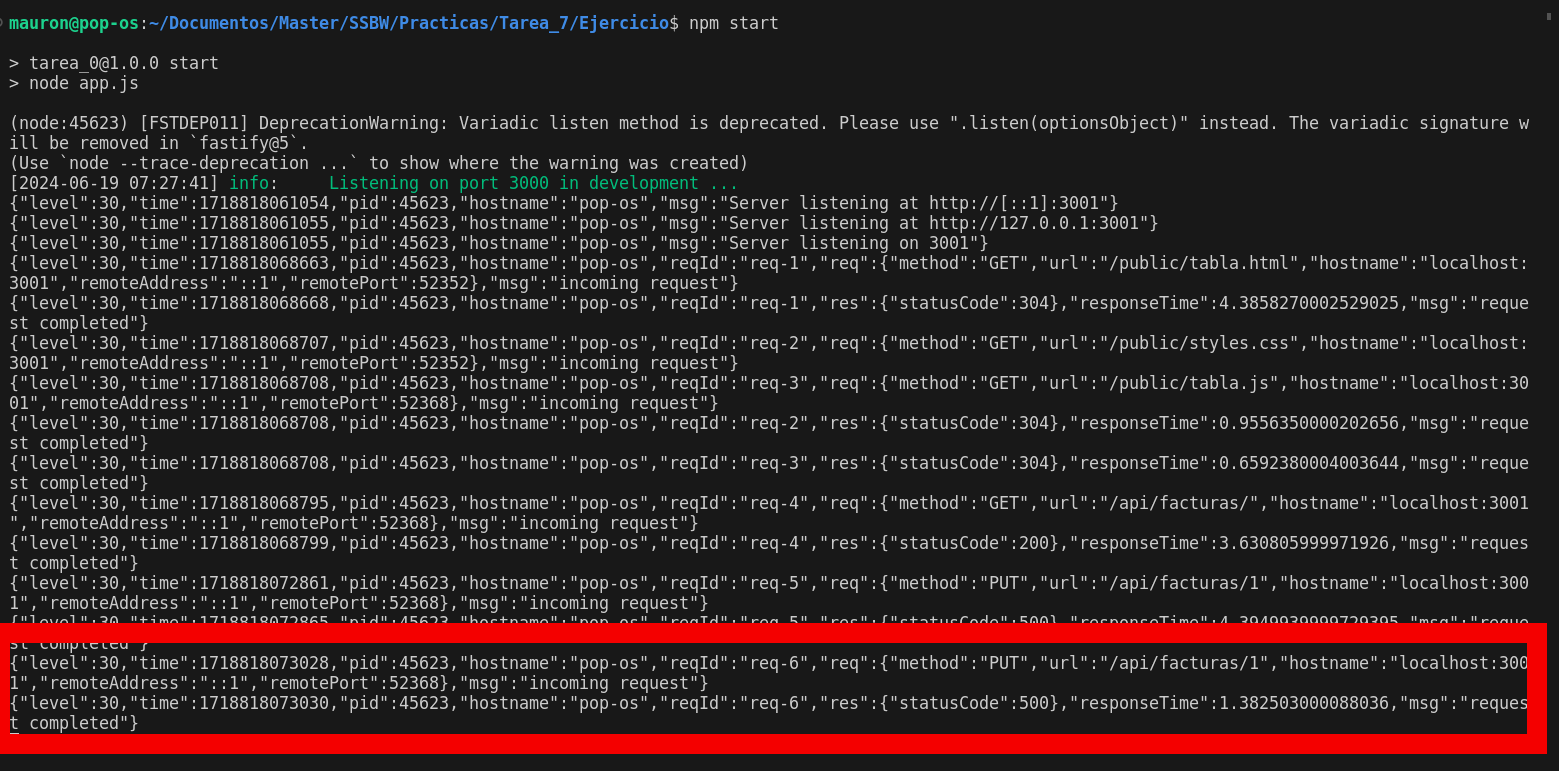 mauron@pop-os:~/Documentos/Master/SSBW/Practicas/Tarea_7/Ejercicio$ npm start
> tarea_0@1.0.0 start
> node app.js
(node:45623) [FSTDEP011] DeprecationWarning: Variadic listen method is deprecated. Please use ".listen(optionsObject)" instead. The variadic signature w
ill be removed in `fastify@5`.
(Use `node --trace-deprecation ...` to show where the warning was created)
[2024-06-19 07:27:41] info:     Listening on port 3000 in development ...
{"level":30,"time":1718818061054,"pid":45623,"hostname":"pop-os","msg":"Server listening at http://[::1]:3001"}
{"level":30,"time":1718818061055,"pid":45623,"hostname":"pop-os","msg":"Server listening at http://127.0.0.1:3001"}
{"level":30,"time":1718818061055,"pid":45623,"hostname":"pop-os","msg":"Server listening on 3001"}
{"level":30,"time":1718818068663,"pid":45623,"hostname":"pop-os","reqId":"req-1","req":{"method":"GET","url":"/public/tabla.html","hostname":"localhost:
3001","remoteAddress":"::1","remotePort":52352},"msg":"incoming request"}
{"level":30,"time":1718818068668,"pid":45623,"hostname":"pop-os","reqId":"req-1","res":{"statusCode":304},"responseTime":4.3858270002529025,"msg":"reque
st completed"}
{"level":30,"time":1718818068707,"pid":45623,"hostname":"pop-os","reqId":"req-2","req":{"method":"GET","url":"/public/styles.css","hostname":"localhost:
3001","remoteAddress":"::1","remotePort":52352},"msg":"incoming request"}
{"level":30,"time":1718818068708,"pid":45623,"hostname":"pop-os","reqId":"req-3","req":{"method":"GET","url":"/public/tabla.js","hostname":"localhost:30
01","remoteAddress":"::1","remotePort":52368},"msg":"incoming request"}
{"level":30,"time":1718818068708,"pid":45623,"hostname":"pop-os","reqId":"req-2","res":{"statusCode":304},"responseTime":0.9556350000202656,"msg":"reque
st completed"}
{"level":30,"time":1718818068708,"pid":45623,"hostname":"pop-os","reqId":"req-3","res":{"statusCode":304},"responseTime":0.6592380004003644,"msg":"reque
st completed"}
{"level":30,"time":1718818068795,"pid":45623,"hostname":"pop-os","reqId":"req-4","req":{"method":"GET","url":"/api/facturas/","hostname":"localhost:3001
","remoteAddress":"::1","remotePort":52368},"msg":"incoming request"}
{"level":30,"time":1718818068799,"pid":45623,"hostname":"pop-os","reqId":"req-4","res":{"statusCode":200},"responseTime":3.630805999971926,"msg":"reques
t completed"}
{"level":30,"time":1718818072861,"pid":45623,"hostname":"pop-os","reqId":"req-5","req":{"method":"PUT","url":"/api/facturas/1","hostname":"localhost:300
1","remoteAddress":"::1","remotePort":52368},"msg":"incoming request"}
{"level":30,"time":1718818072865,"pid":45623,"hostname":"pop-os","reqId":"req-5","res":{"statusCode":500},"responseTime":4.3949939999729395,"msg":"reque
st completed"}
{"level":30,"time":1718818073028,"pid":45623,"hostname":"pop-os","reqId":"req-6","req":{"method":"PUT","url":"/api/facturas/1","hostname":"localhost:300
1","remoteAddress":"::1","remotePort":52368},"msg":"incoming request"}
{"level":30,"time":1718818073030,"pid":45623,"hostname":"pop-os","reqId":"req-6","res":{"statusCode":500},"responseTime":1.382503000088036,"msg":"reques
t completed"}